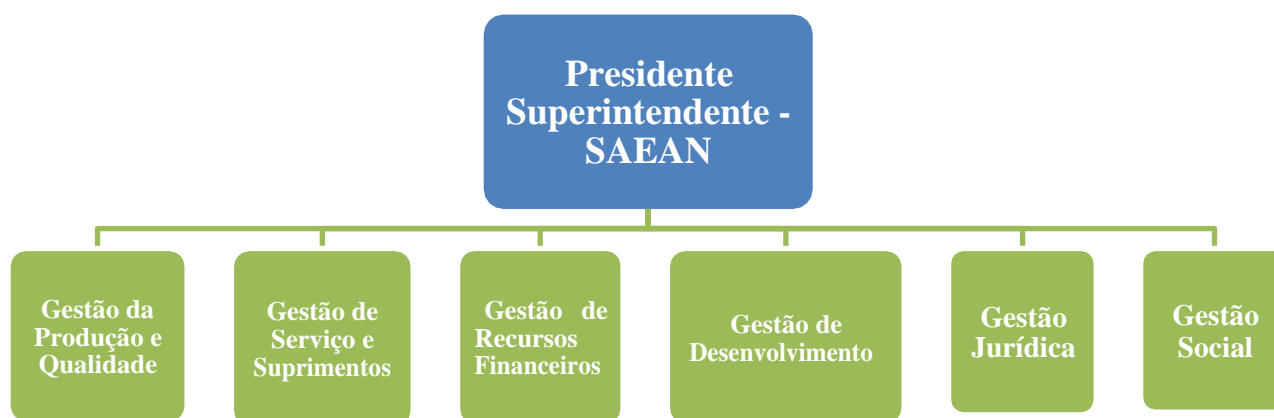 Presidente
Superintendente -
SAEAN
Gestão da
Produção e
Qualidade
Gestão de
Serviço e
Suprimentos
Gestão de
Recursos
Financeiros
Gestão de
Desenvolvimento
Gestão
Jurídica
Gestão
Social